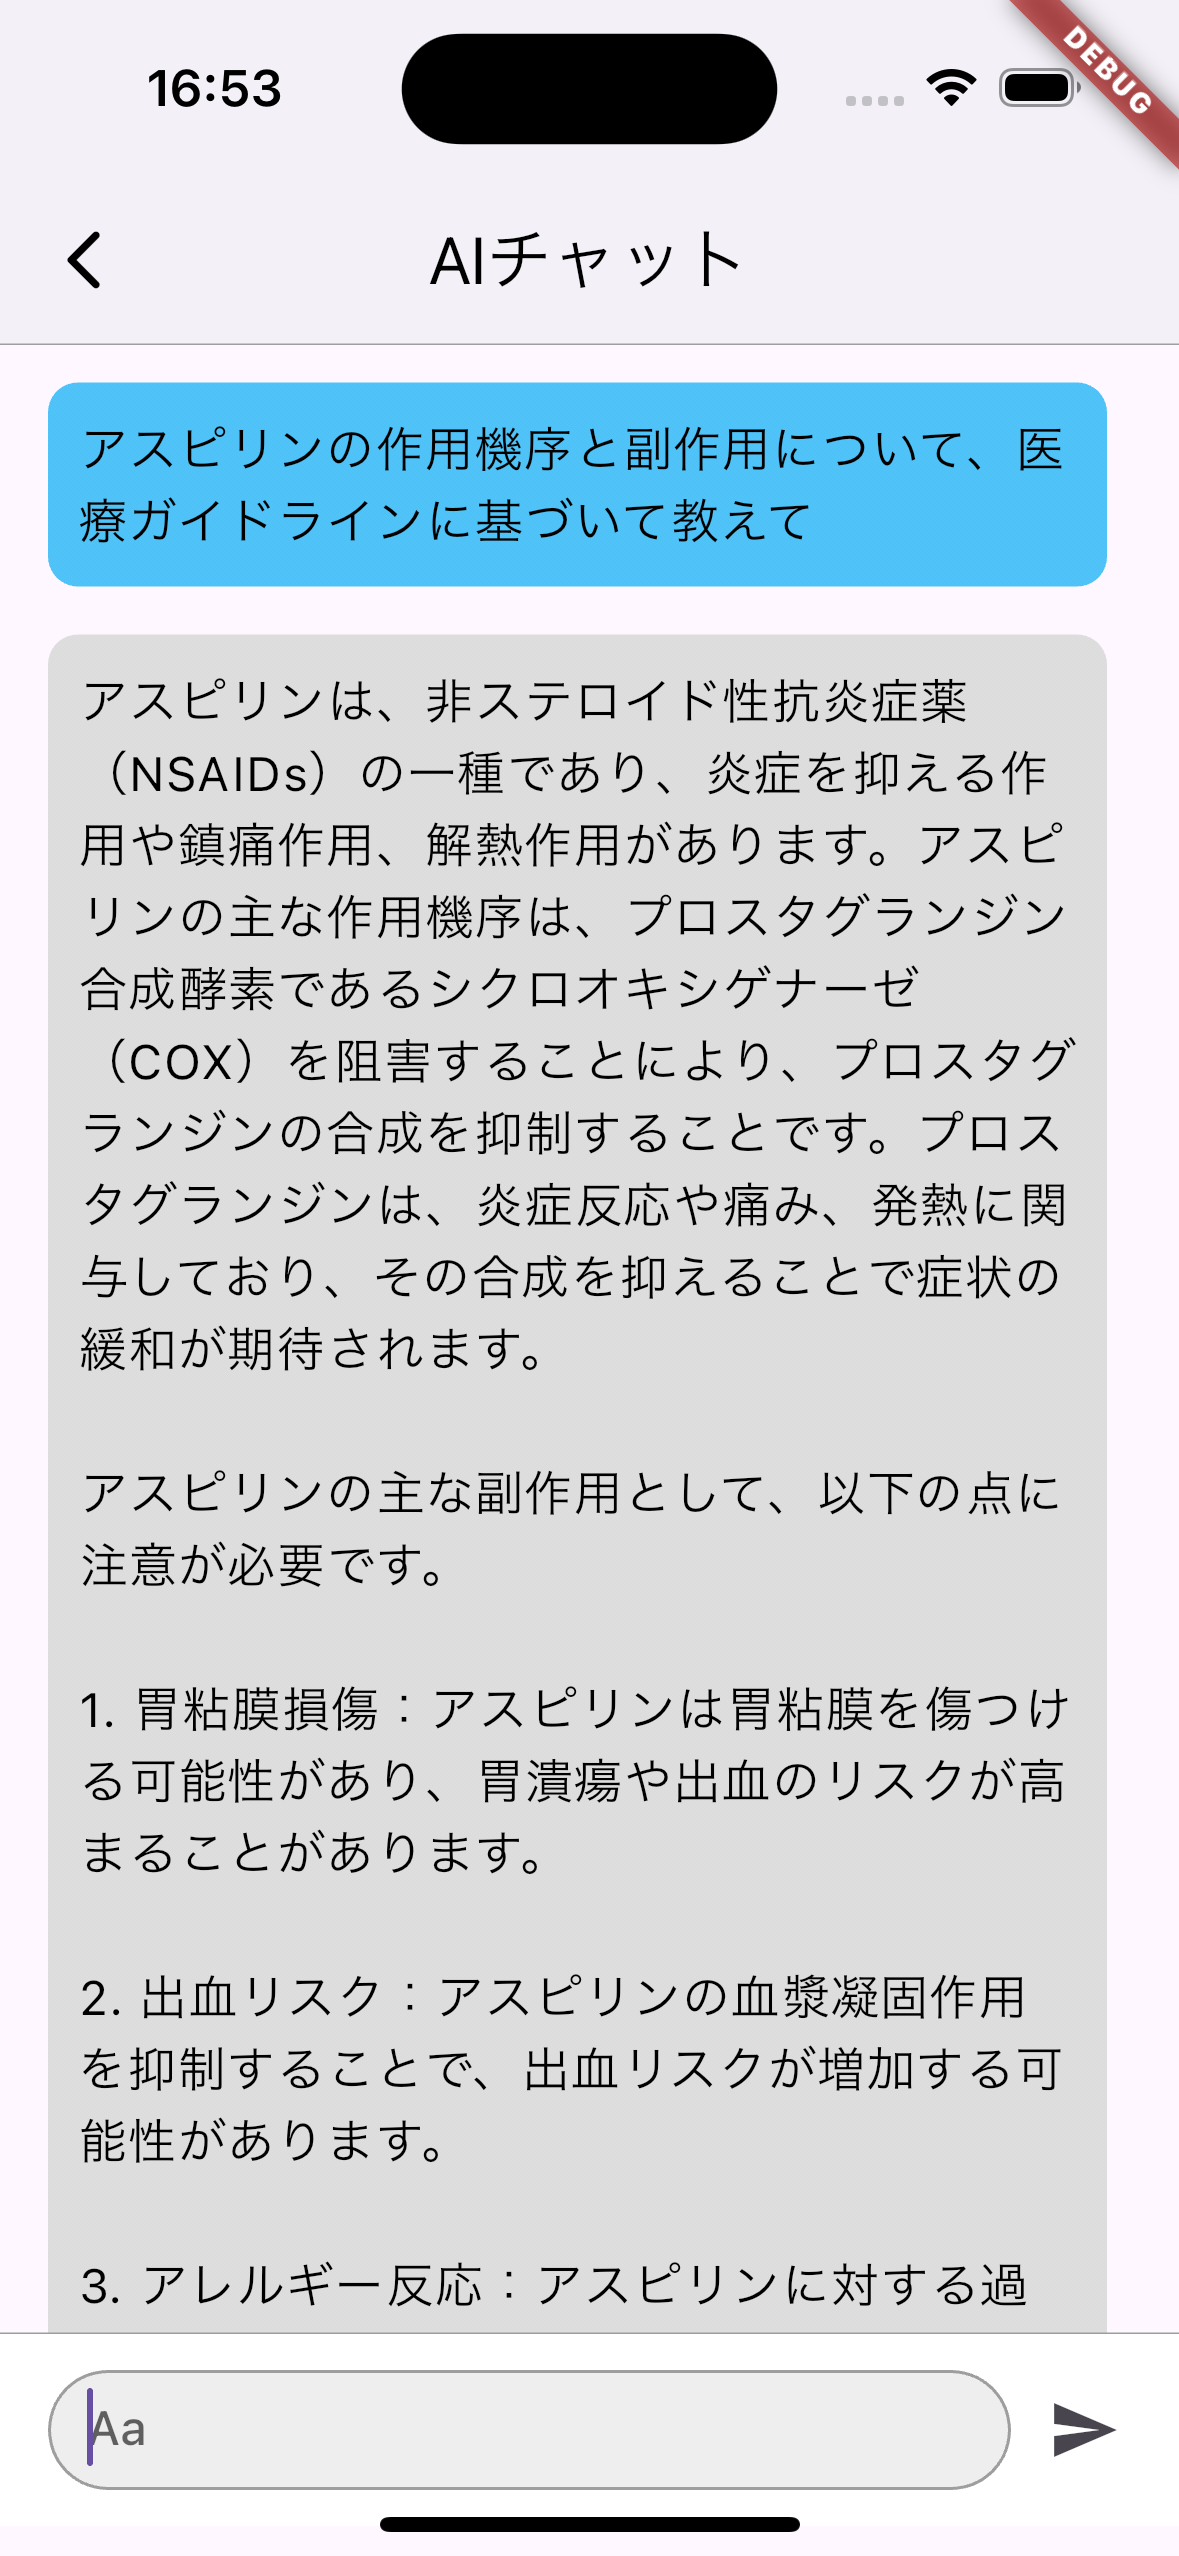 16:53
DEBUG
AIチャット
アスピリンの作用機序と副作用について、医
療ガイドラインに基づいて教えて
アスピリンは、非ステロイド性抗炎症薬
（NSAIDs）の一種であり、炎症を抑える作
用や鎮痛作用、解熱作用があります。アスピ
リンの主な作用機序は、プロスタグランジン
合成酵素であるシクロオキシゲナーゼ
（COX）を阻害することにより、プロスタグ
ランジンの合成を抑制することです。プロス
タグランジンは、炎症反応や痛み、発熱に関
与しており、その合成を抑えることで症状の
緩和が期待されます。
アスピリンの主な副作用として、以下の点に
注意が必要です。
1. 胃粘膜損傷：アスピリンは胃粘膜を傷つけ
る可能性があり、胃潰瘍や出血のリスクが高
まることがあります。
2. 出血リスク：アスピリンの血漿凝固作用
を抑制することで、出血リスクが増加する可
能性があります。
3. アレルギー反応：アスピリンに対する過
Aa